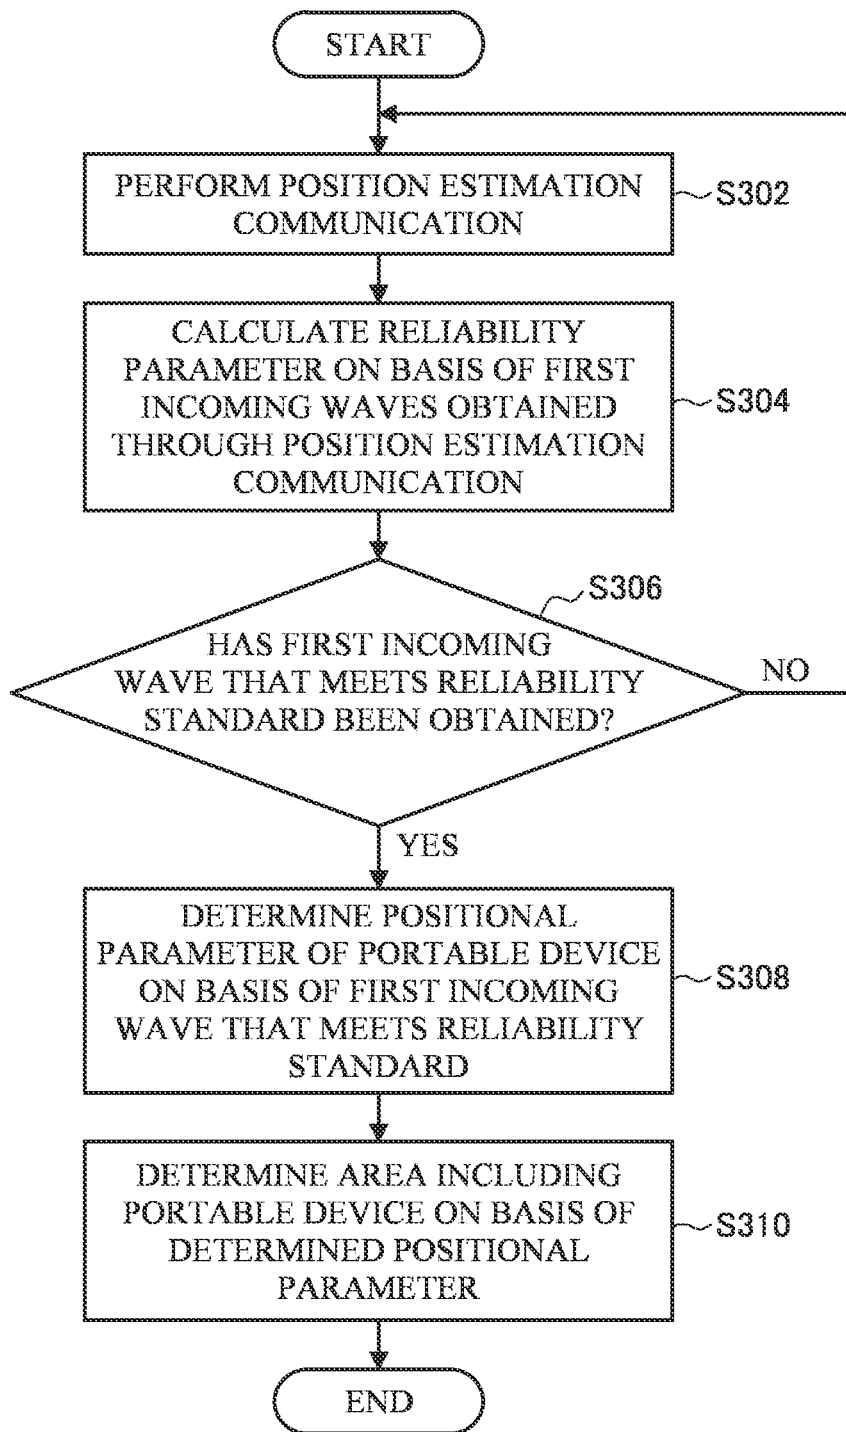 START
PERFORM POSITION ESTIMATION
COMMUNICATION
S302
CALCULATE RELIABILITY
PARAMETER ON BASIS OF FIRST
INCOMING WAVES OBTAINED
THROUGH POSITION ESTIMATION
COMMUNICATION
S304
S306
HAS FIRST INCOMING
WAVE THAT MEETS RELIABILITY
STANDARD BEEN OBTAINED?
NO
YES
DETERMINE POSITIONAL
PARAMETER OF PORTABLE DEVICE
ON BASIS OF FIRST INCOMING
WAVE THAT MEETS RELIABILITY
STANDARD
S308
DETERMINE AREA INCLUDING
PORTABLE DEVICE ON BASIS OF
DETERMINED POSITIONAL
PARAMETER
S310
END